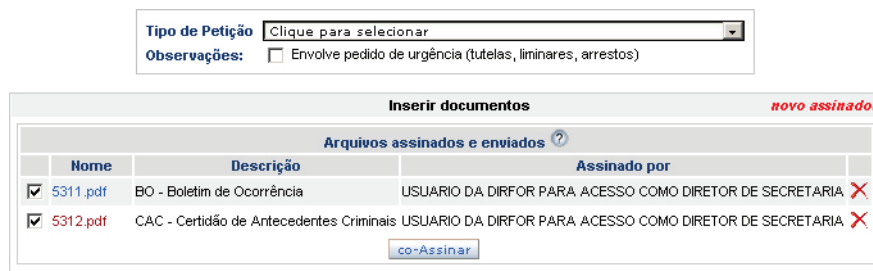 Tipo de Petição Clique para selecionar
Observações: Envolve pedido de urgência (tutelas, liminares, arrestos)
Inserir documentos novo assinado
Arquivos assinados e enviados ?
Nome Descrição Assinado por
5311.pdf BO - Boletim de Ocorrência USUARIO DA DIRFOR PARA ACESSO COMO DIRETOR DE SECRETARIA
5312.pdf CAC - Certidão de Antecedentes Criminais USUARIO DA DIRFOR PARA ACESSO COMO DIRETOR DE SECRETARIA
co-Assinar